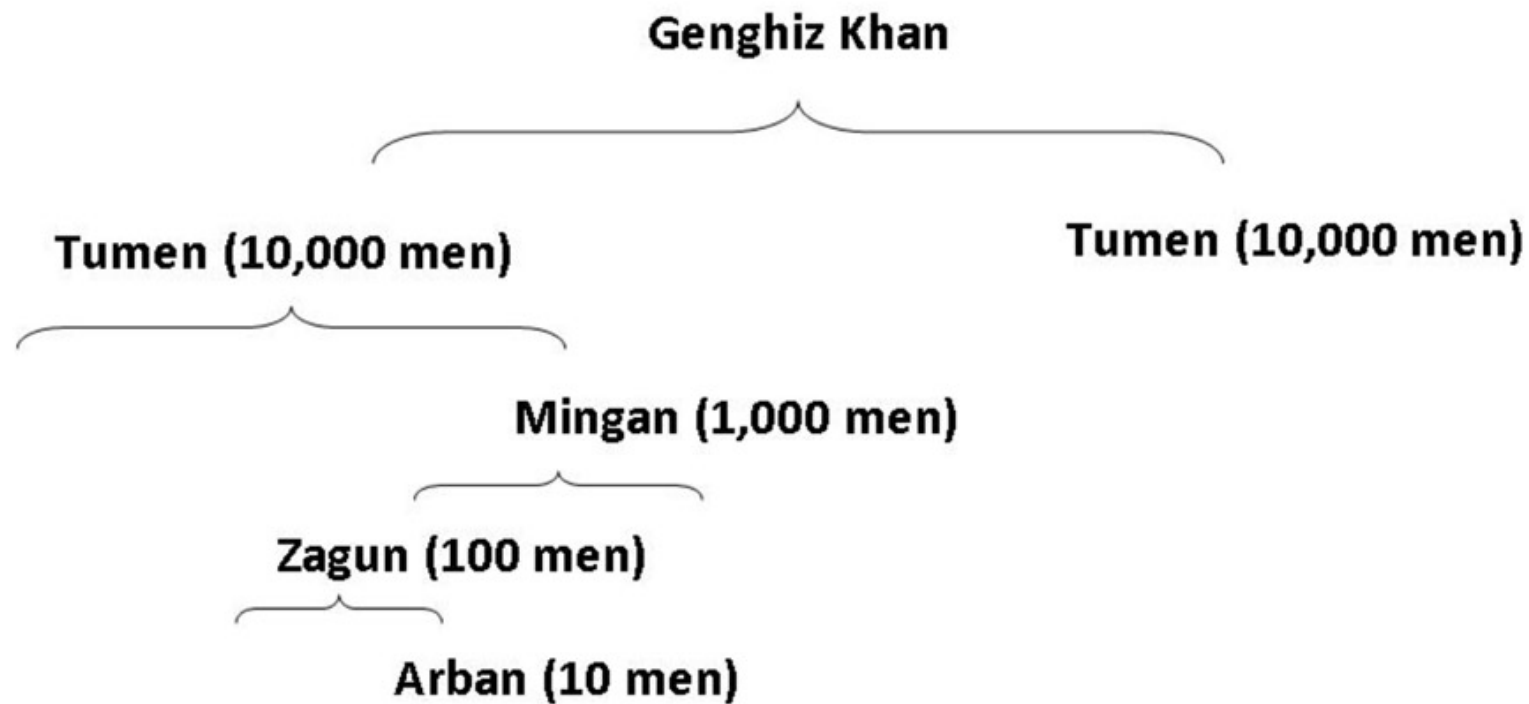 Genghiz Khan
Tumen (10,000 men)
Tumen (10,000 men)
Mingan (1,000 men)
Zagun (100 men)
Arban (10 men)